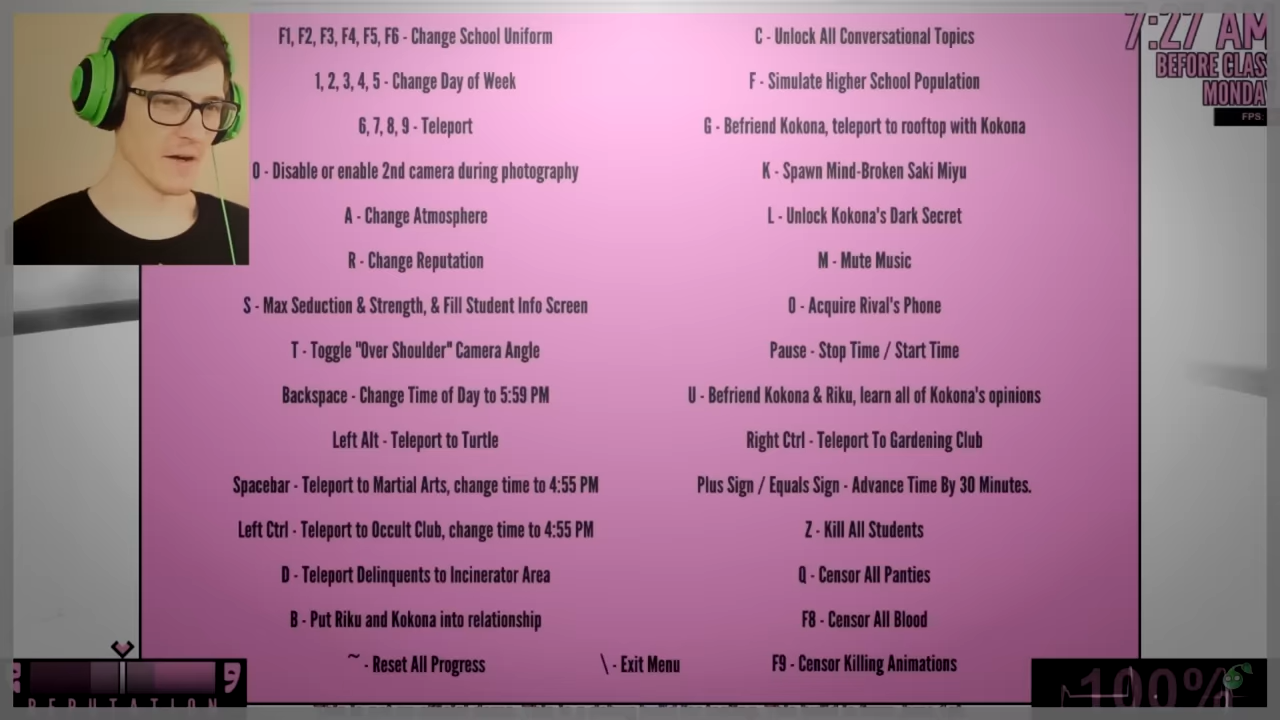 F1, F2, F3, F4, F5, F6 - Change School Uniform
1, 2, 3, 4, 5 - Change Day of Week
6, 7, 8, 9 - Teleport
0 - Disable or enable 2nd camera during photography
A - Change Atmosphere
R - Change Reputation
S - Max Seduction & Strength, & Fill Student Info Screen
T - Toggle "Over Shoulder" Camera Angle
Backspace - Change Time of Day to 5:59 PM
Left Alt - Teleport to Turtle
Spacebar - Teleport to Martial Arts, change time to 4:55 PM
Left Ctrl - Teleport to Occult Club, change time to 4:55 PM
D - Teleport Delinquents to Incinerator Area
B - Put Riku and Kokona into relationship
~ - Reset All Progress
\ - Exit Menu
C - Unlock All Conversational Topics
F - Simulate Higher School Population
G - Befriend Kokona, teleport to rooftop with Kokona
K - Spawn Mind-Broken Saki Miyu
L - Unlock Kokona's Dark Secret
M - Mute Music
O - Acquire Rival's Phone
Pause - Stop Time / Start Time
U - Befriend Kokona & Riku, learn all of Kokona's opinions
Right Ctrl - Teleport To Gardening Club
Plus Sign / Equals Sign - Advance Time By 30 Minutes.
Z - Kill All Students
Q - Censor All Panties
F8 - Censor All Blood
F9 - Censor Killing Animations
7:27 AM
BEFORE CLAS
MONDA
FPS:
REPUTATION
100%